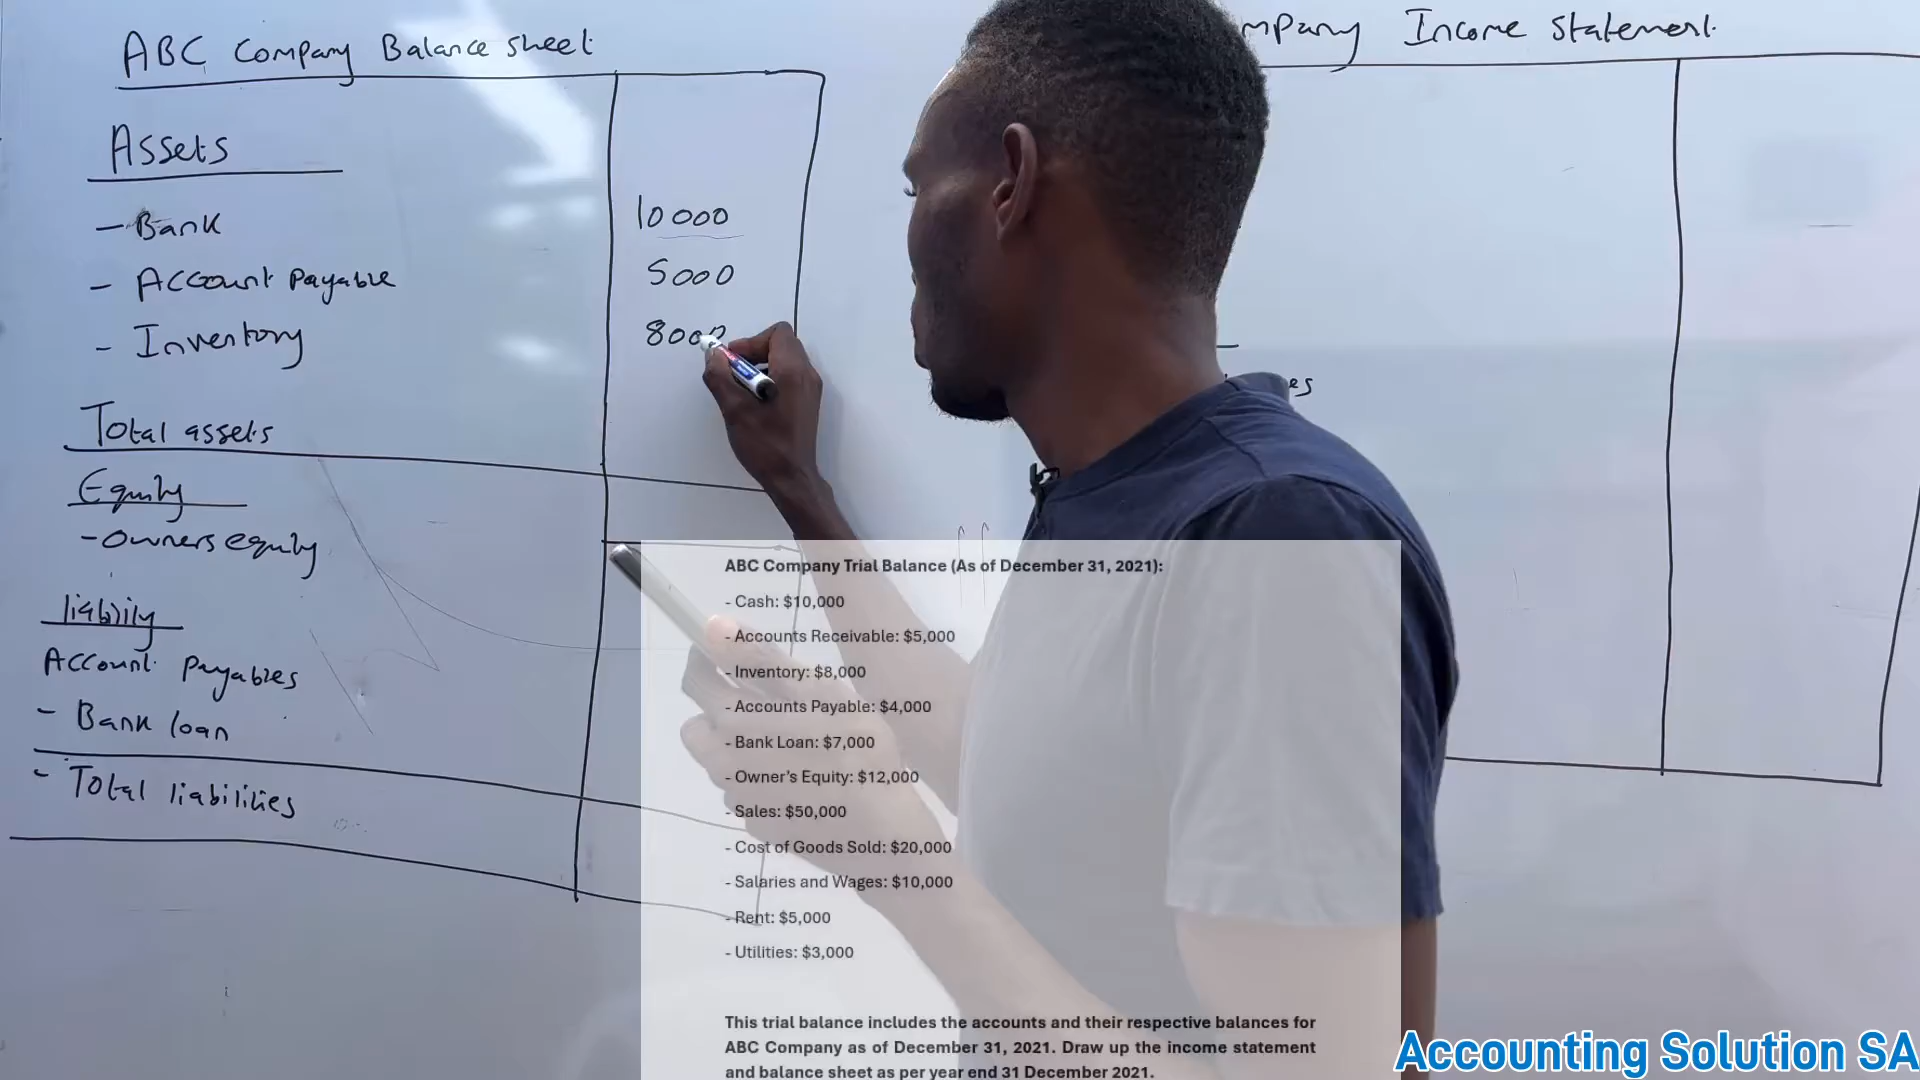 ABC Company Balance sheet
Assets
- Bank 10000
- Account payable 5000
- Inventory 8000
Total assets
Equity
- Owners equity
liability
Account payables
- Bank loan
- Total liabilities
mpany Income statement
es
ABC Company Trial Balance (As of December 31, 2021):
- Cash: $10,000
- Accounts Receivable: $5,000
- Inventory: $8,000
- Accounts Payable: $4,000
- Bank Loan: $7,000
- Owner’s Equity: $12,000
- Sales: $50,000
- Cost of Goods Sold: $20,000
- Salaries and Wages: $10,000
- Rent: $5,000
- Utilities: $3,000
This trial balance includes the accounts and their respective balances for
ABC Company as of December 31, 2021. Draw up the income statement
and balance sheet as per year end 31 December 2021.
Accounting Solution SA